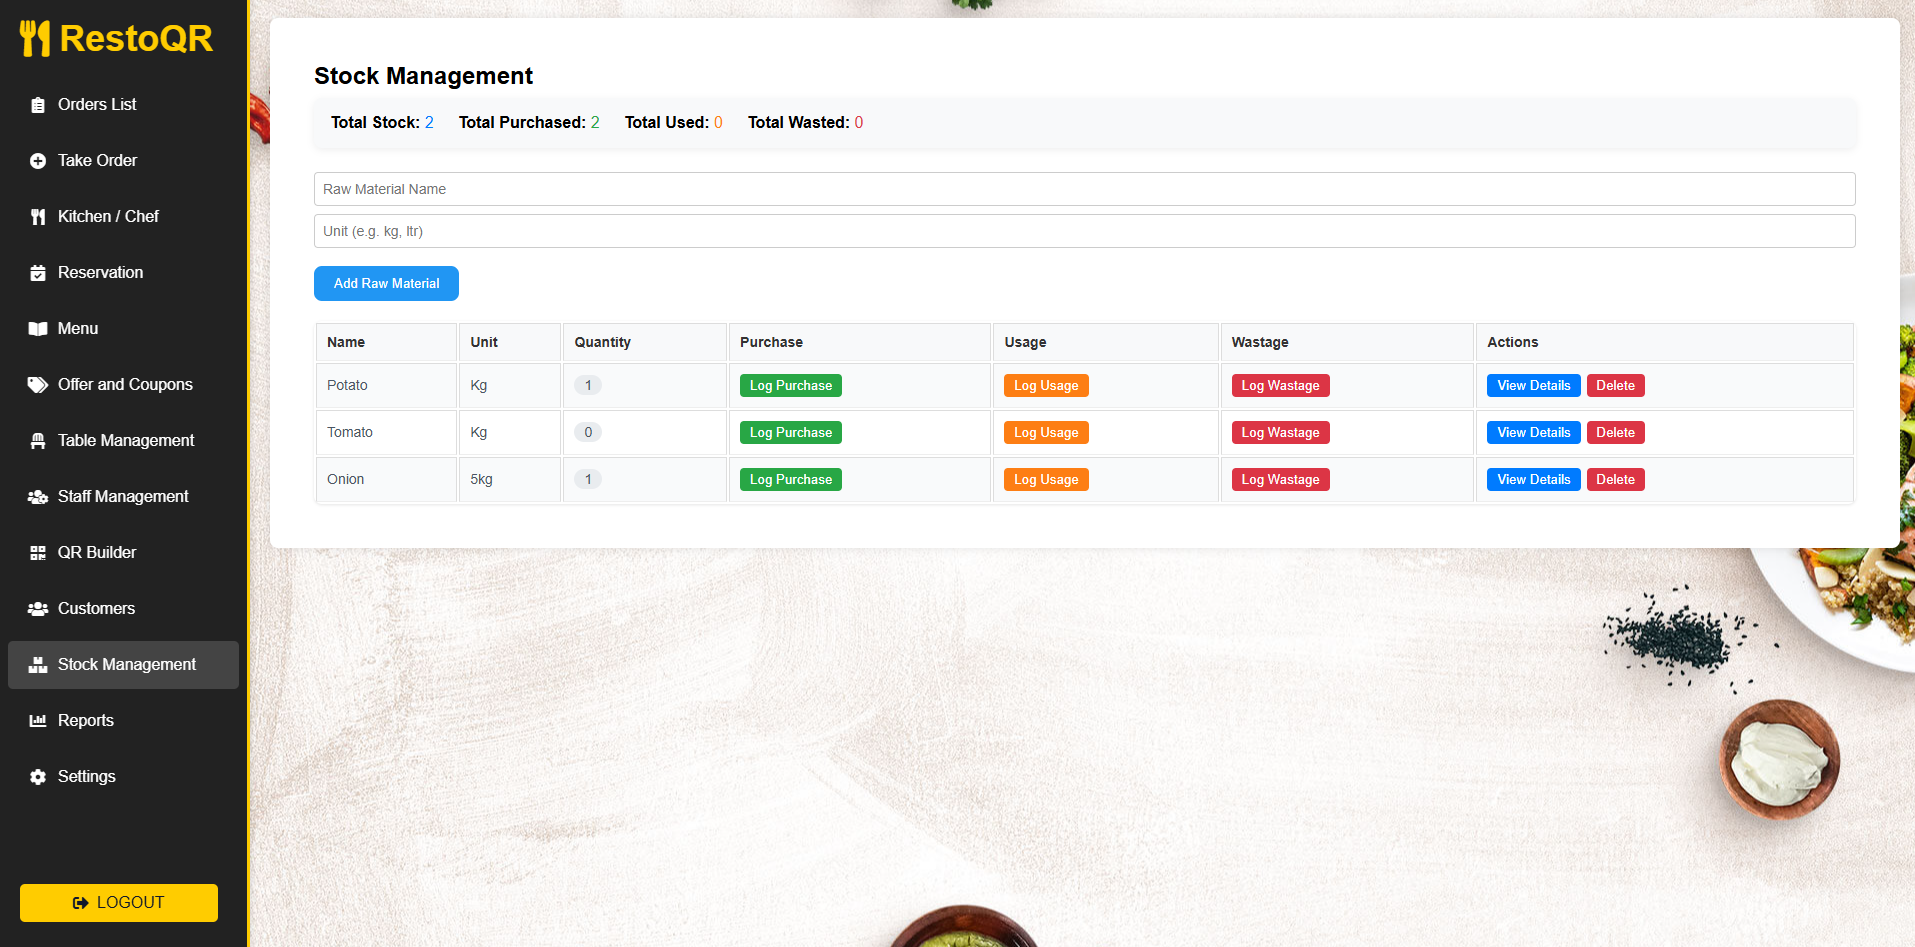 RestoQR
Orders List
Take Order
Kitchen / Chef
Reservation
Menu
Offer and Coupons
Table Management
Staff Management
QR Builder
Customers
Stock Management
Reports
Settings
LOGOUT
Stock Management
Total Stock: 2 Total Purchased: 2 Total Used: 0 Total Wasted: 0
Raw Material Name
Unit (e.g. kg, ltr)
Add Raw Material
Name Unit Quantity Purchase Usage Wastage Actions
Potato Kg 1 Log Purchase Log Usage Log Wastage View Details Delete
Tomato Kg 0 Log Purchase Log Usage Log Wastage View Details Delete
Onion 5kg 1 Log Purchase Log Usage Log Wastage View Details Delete